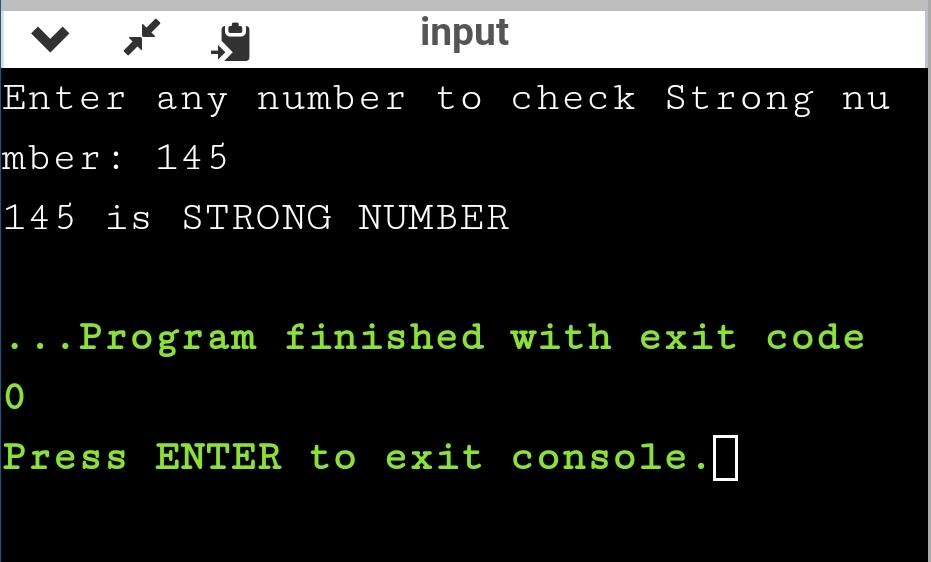 input
Enter any number to check Strong nu
mber: 145
145 is STRONG NUMBER
...Program finished with exit code
0
Press ENTER to exit console.